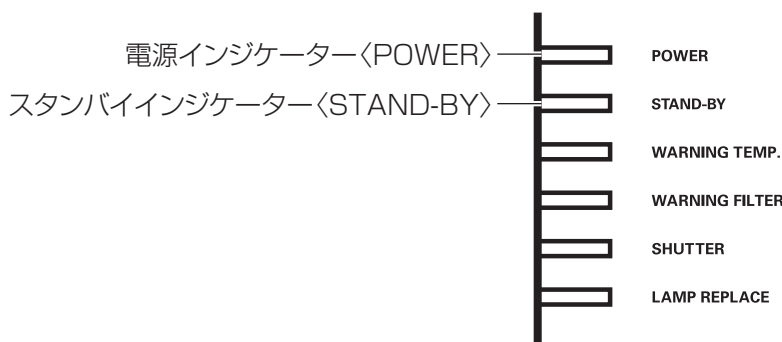 電源インジケーター〈POWER〉
POWER
スタンバイインジケーター〈STAND-BY〉
STAND-BY
WARNING TEMP.
WARNING FILTER
SHUTTER
LAMP REPLACE